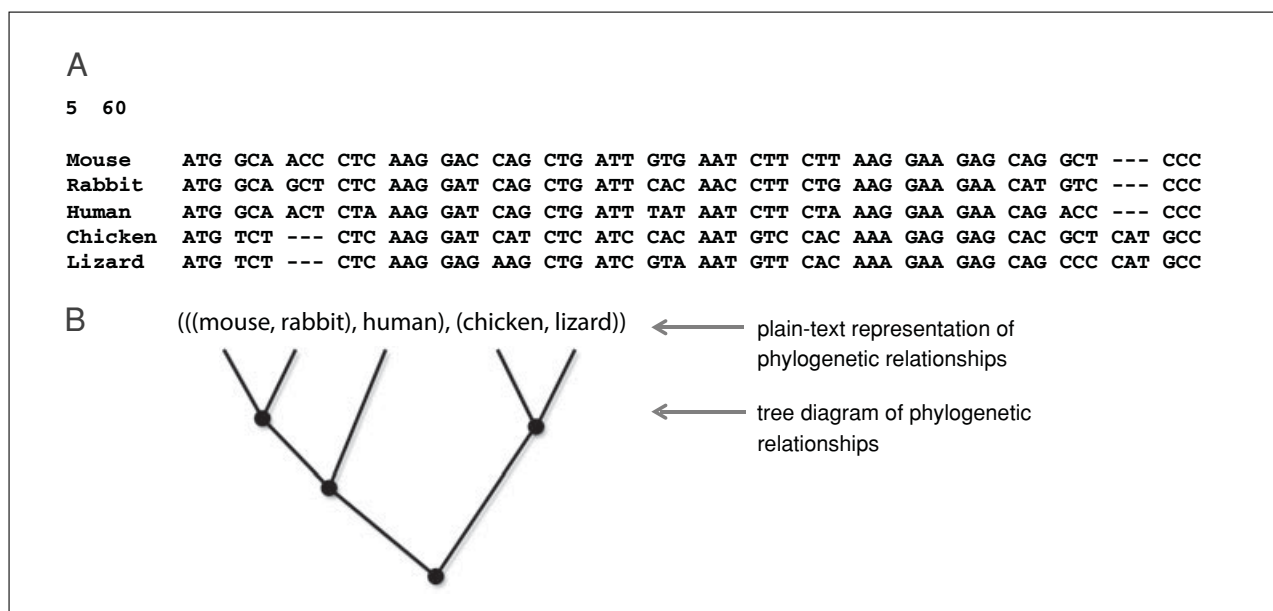 A
5 60
Mouse ATG GCA ACC CTC AAG GAC CAG CTG ATT GTG AAT CTT CTT AAG GAA GAG CAG GCT --- CCC
Rabbit ATG GCA GCT CTC AAG GAT CAG CTG ATT CAC AAC CTT CTG AAG GAA GAA CAT GTC --- CCC
Human ATG GCA ACT CTA AAG GAT CAG CTG ATT TAT AAT CTT CTA AAG GAA GAA CAG ACC --- CCC
Chicken ATG TCT --- CTC AAG GAT CAT CTC ATC CAC AAT GTC CAC AAA GAG GAG CAC GCT CAT GCC
Lizard ATG TCT --- CTC AAG GAG AAG CTG ATC GTA AAT GTT CAC AAA GAA GAG CAG CCC CAT GCC
B
(((mouse, rabbit), human), (chicken, lizard))
plain-text representation of
phylogenetic relationships
tree diagram of phylogenetic
relationships